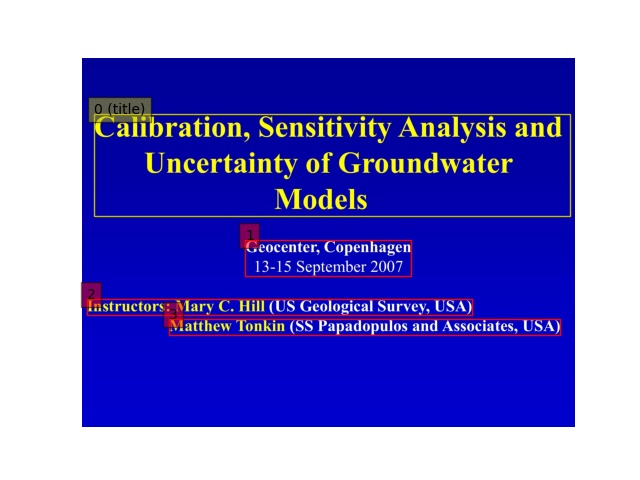 0 (title)
Calibration, Sensitivity Analysis and
Uncertainty of Groundwater
Models
1
Geocenter, Copenhagen
13-15 September 2007
2
Instructors: Mary C. Hill (US Geological Survey, USA)
3
Matthew Tonkin (SS Papadopulos and Associates, USA)